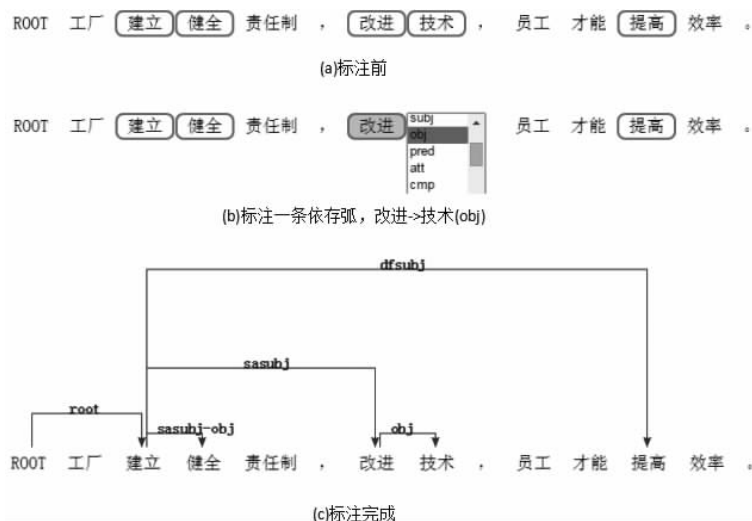 ROOT 工厂 建立 健全 责任制 ， 改进 技术 ， 员工 才能 提高 效率 。
(a)标注前
ROOT 工厂 建立 健全 责任制 ， 改进 subj 员工 才能 提高 效率 。
obj
pred
att
cmp
(b)标注一条依存弧，改进->技术(obj)
dfsubj
sasubj
root
sasubj-obj obj
ROOT 工厂 建立 健全 责任制 ， 改进 技术 ， 员工 才能 提高 效率 。
(c)标注完成